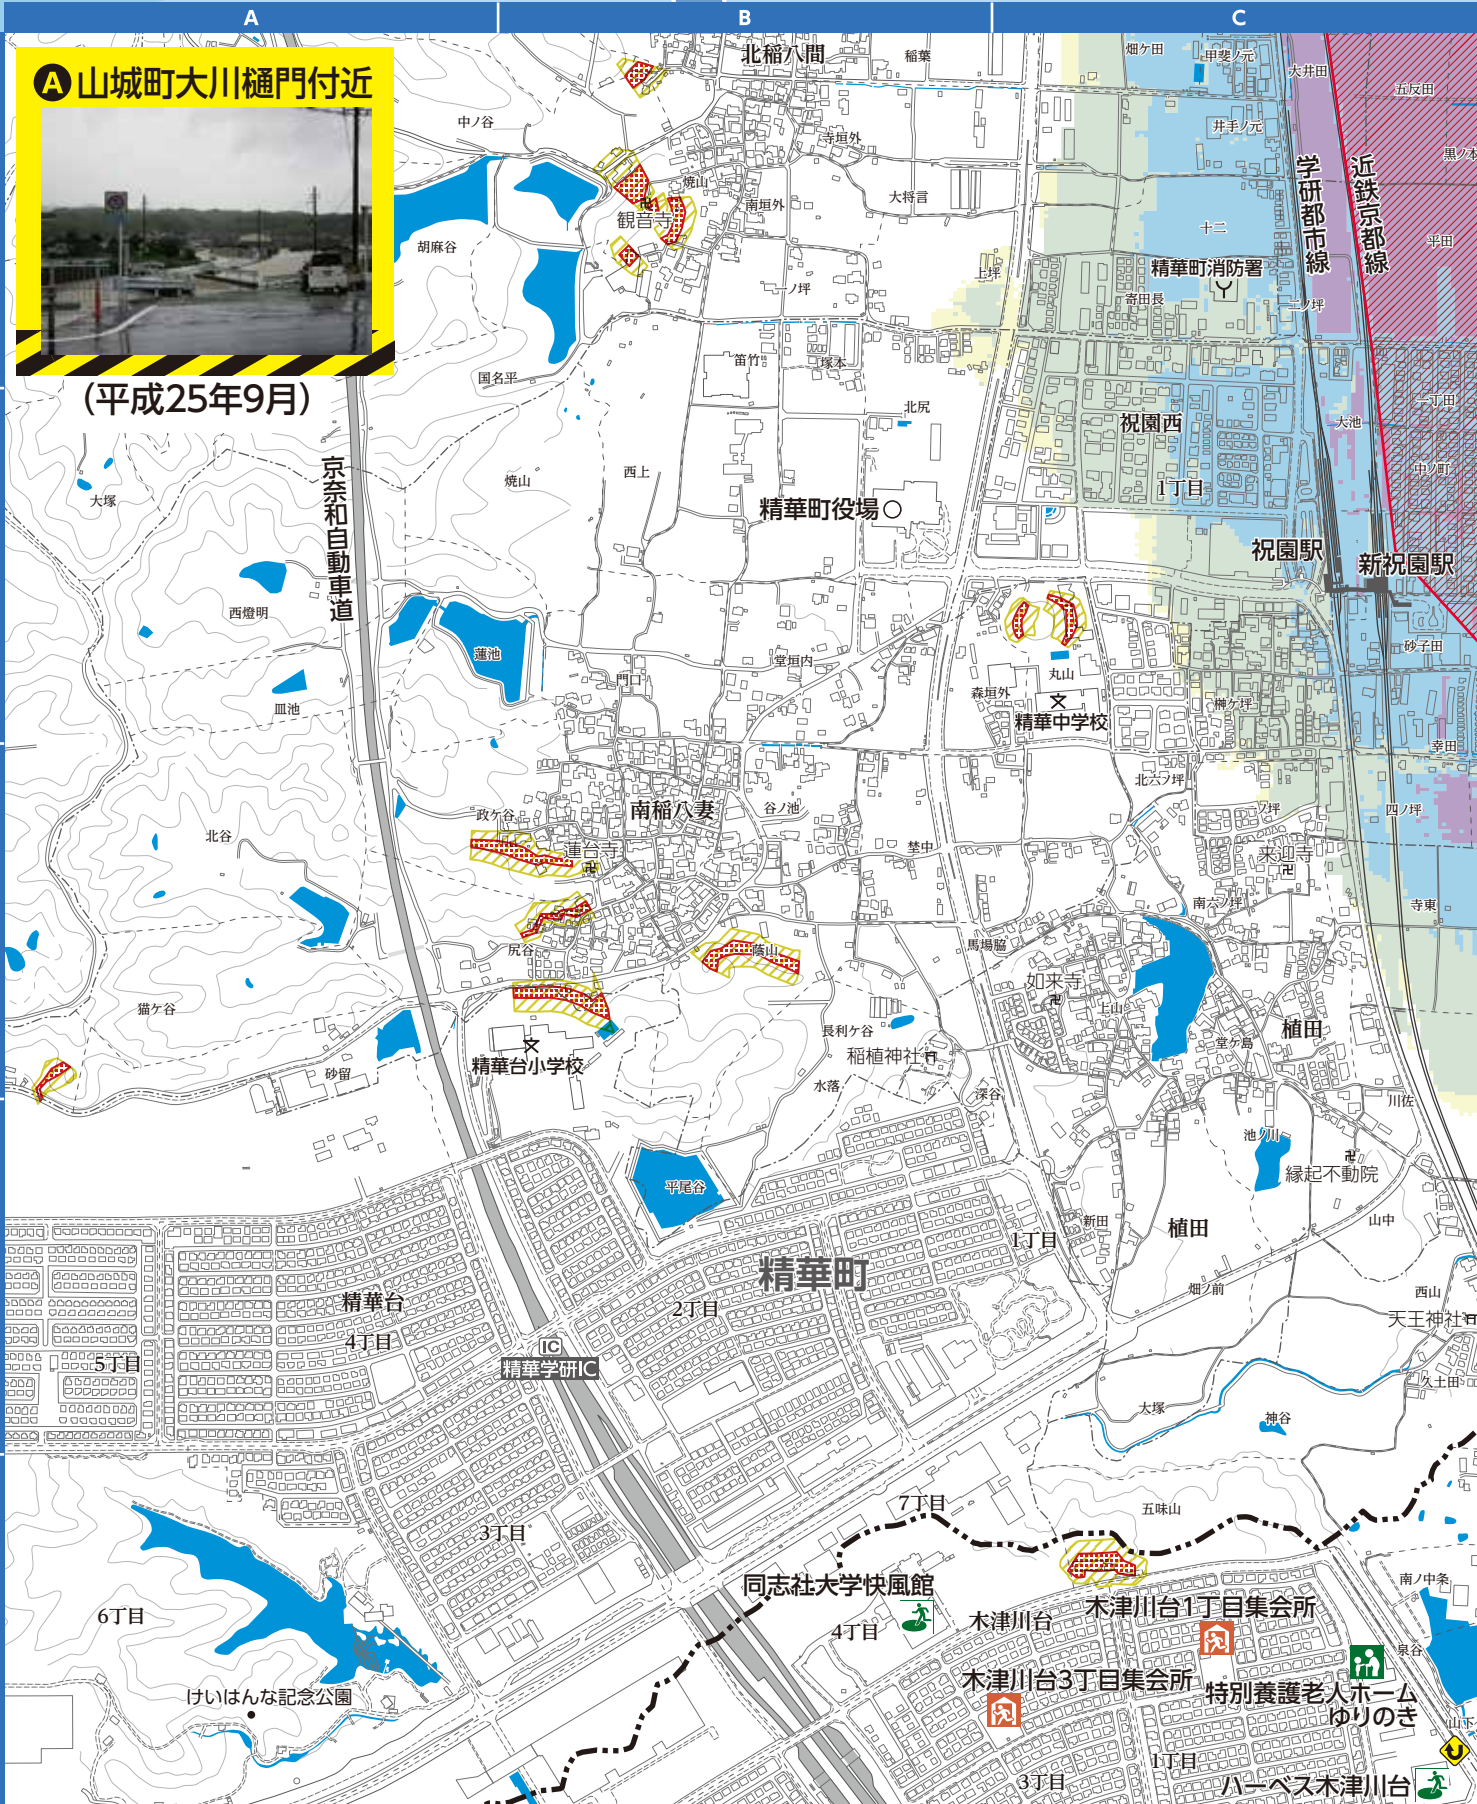 A
B
C
A 山城町大川樋門付近
(平成25年9月)
北稲八間
稲葉
畑ケ田
甲斐ノ元
大井田
五反田
中ノ谷
寺垣外
井手ノ元
黒ノ本
学研都市線
近鉄京都線
焼山
南垣外
大将言
観音寺
胡麻谷
十二
平田
上坪
精華町消防署
一ノ坪
寄田長
二ノ坪
笛竹
塚本
国名平
北尻
祝園西
大池
一丁田
京奈和自動車道
大塚
焼山
西上
中ノ町
1丁目
精華町役場
祝園駅
新祝園駅
西燈明
蓮池
堂垣内
砂子田
門口
丸山
皿池
森垣外
榊ケ坪
精華中学校
幸田
北六ノ坪
政ケ谷
南稲八妻
谷ノ池
ノ坪
四ノ坪
北谷
蓮台寺
埜中
来迎寺
南六ノ坪
寺東
尻谷
蔭山
馬場脇
如来寺
猫ケ谷
上山
長利ケ谷
植田
堂ケ島
稲植神社
精華台小学校
砂留
水落
深谷
川佐
池ノ川
縁起不動院
平尾谷
新田
植田
山中
1丁目
精華町
西山
畑ノ前
精華台
2丁目
天王神社
4丁目
5丁目
IC
精華学研IC
久土田
大塚
神谷
7丁目
五味山
3丁目
同志社大学快風館
南ノ中条
6丁目
木津川台
木津川台1丁目集会所
4丁目
泉谷
木津川台3丁目集会所
特別養護老人ホーム
ゆりのき
けいはんな記念公園
山下
1丁目
3丁目
ハーベス木津川台